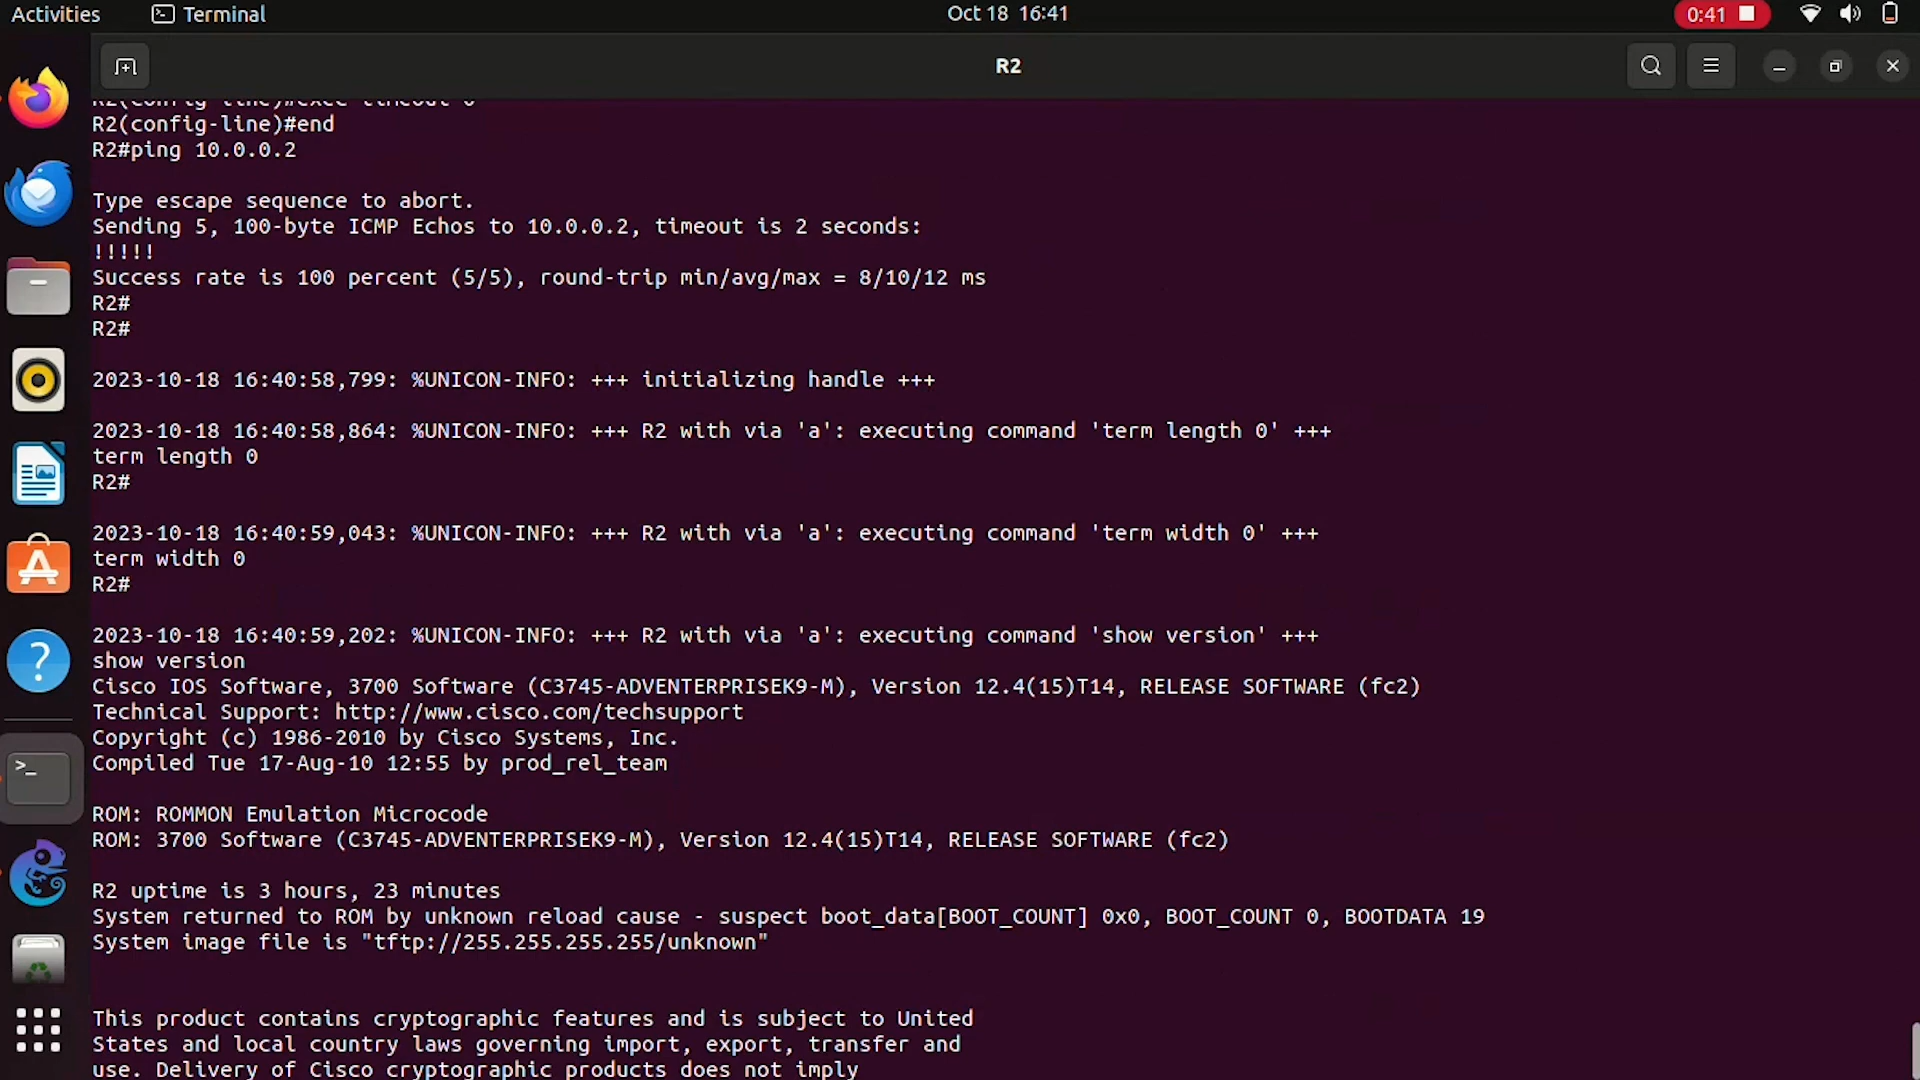 Activities
Terminal
Oct 18 16:41
0:41
R2
R2(config-line)#exec-timeout 0
R2(config-line)#end
R2#ping 10.0.0.2
Type escape sequence to abort.
Sending 5, 100-byte ICMP Echos to 10.0.0.2, timeout is 2 seconds:
!!!!!
Success rate is 100 percent (5/5), round-trip min/avg/max = 8/10/12 ms
R2#
R2#
2023-10-18 16:40:58,799: %UNICON-INFO: +++ initializing handle +++
2023-10-18 16:40:58,864: %UNICON-INFO: +++ R2 with via 'a': executing command 'term length 0' +++
term length 0
R2#
2023-10-18 16:40:59,043: %UNICON-INFO: +++ R2 with via 'a': executing command 'term width 0' +++
term width 0
R2#
2023-10-18 16:40:59,202: %UNICON-INFO: +++ R2 with via 'a': executing command 'show version' +++
show version
Cisco IOS Software, 3700 Software (C3745-ADVENTERPRISEK9-M), Version 12.4(15)T14, RELEASE SOFTWARE (fc2)
Technical Support: http://www.cisco.com/techsupport
Copyright (c) 1986-2010 by Cisco Systems, Inc.
Compiled Tue 17-Aug-10 12:55 by prod_rel_team
ROM: ROMMON Emulation Microcode
ROM: 3700 Software (C3745-ADVENTERPRISEK9-M), Version 12.4(15)T14, RELEASE SOFTWARE (fc2)
R2 uptime is 3 hours, 23 minutes
System returned to ROM by unknown reload cause - suspect boot_data[BOOT_COUNT] 0x0, BOOT_COUNT 0, BOOTDATA 19
System image file is "tftp://255.255.255.255/unknown"
This product contains cryptographic features and is subject to United
States and local country laws governing import, export, transfer and
use. Delivery of Cisco cryptographic products does not imply